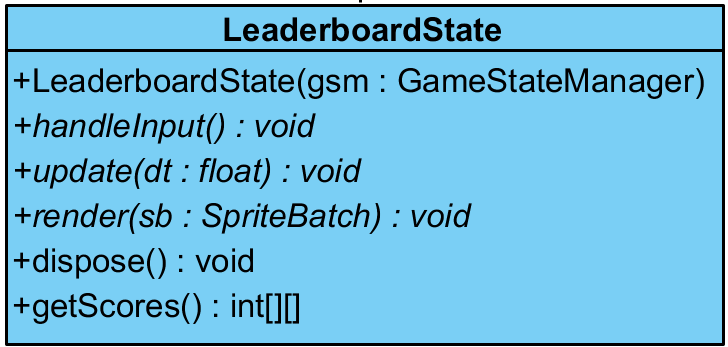 LeaderboardState
+LeaderboardState(gsm : GameStateManager)
+handleInput() : void
+update(dt : float) : void
+render(sb : SpriteBatch) : void
+dispose() : void
+getScores() : int[][]